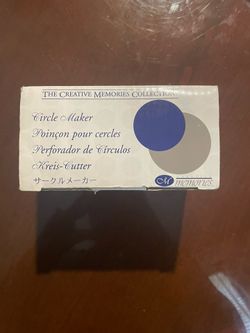 THE CREATIVE MEMORIES COLLECTION
Circle Maker
Poinçon pour cercles
Perforador de Círculos
Kreis-Cutter
サークルメーカー
M